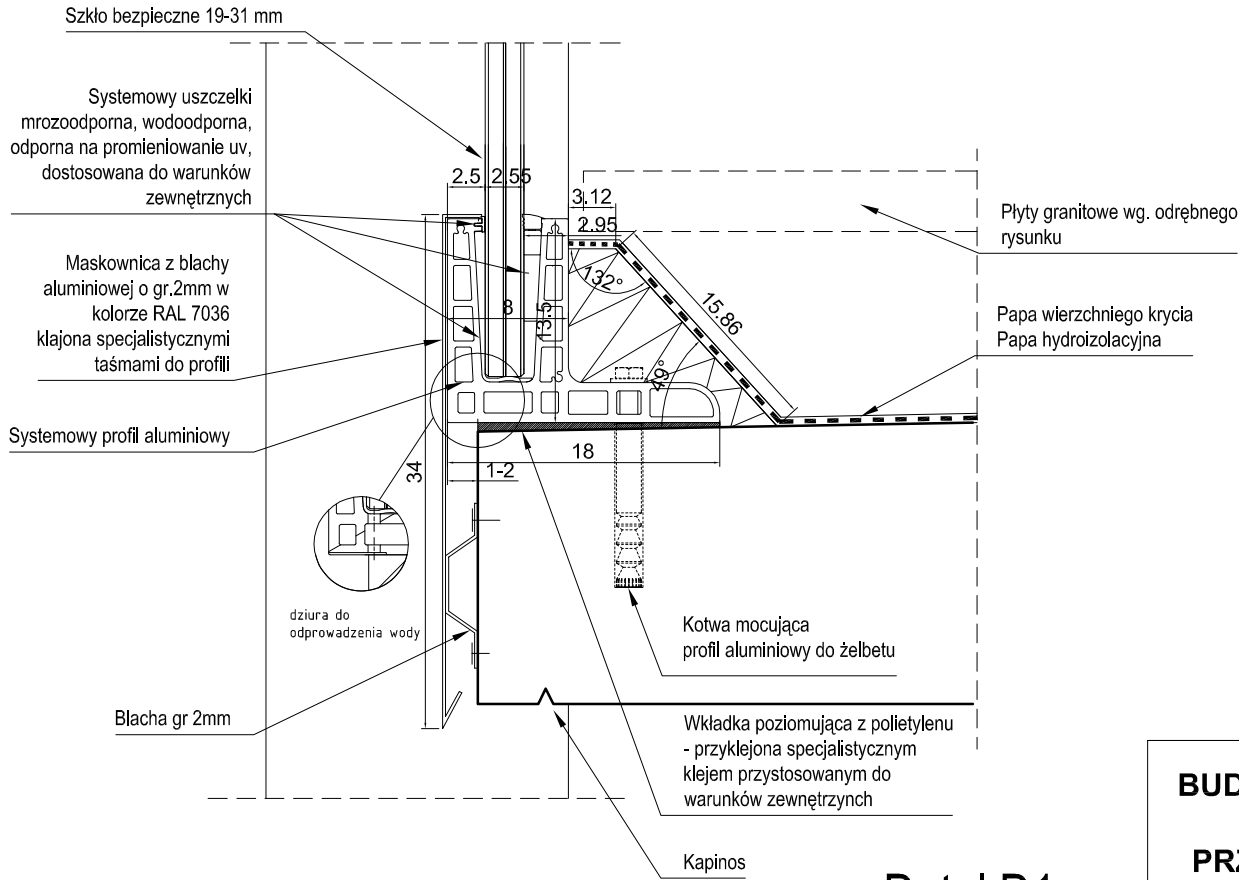 Szkło bezpieczne 19-31 mm
Systemowy uszczelki
mrozoodporna, wodoodporna,
odporna na promieniowanie uv,
dostosowana do warunków
zewnętrznych
2.5
2.55
3.12
2.95
Płyty granitowe wg. odrębnego
rysunku
Maskownica z blachy
aluminiowej o gr.2mm w
kolorze RAL 7036
klajona specjalistycznymi
taśmami do profili
132°
15.86
8
13.5
49°
Papa wierzchniego krycia
Papa hydroizolacyjna
Systemowy profil aluminiowy
18
1-2
34
dziura do
odprowadzenia wody
Kotwa mocująca
profil aluminiowy do żelbetu
Blacha gr 2mm
Wkładka poziomująca z polietylenu
- przyklejona specjalistycznym
klejem przystosowanym do
warunków zewnętrzynch
Kapinos
BUD
PRZ